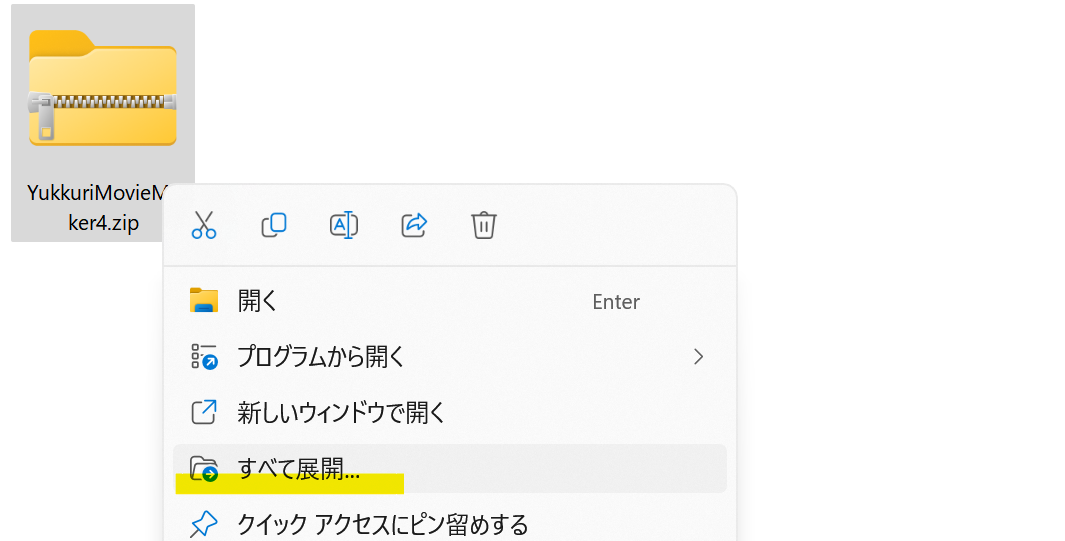 YukkuriMovieM
ker4.zip
開く Enter
プログラムから開く
新しいウィンドウで開く
すべて展開...
クイック アクセスにピン留めする